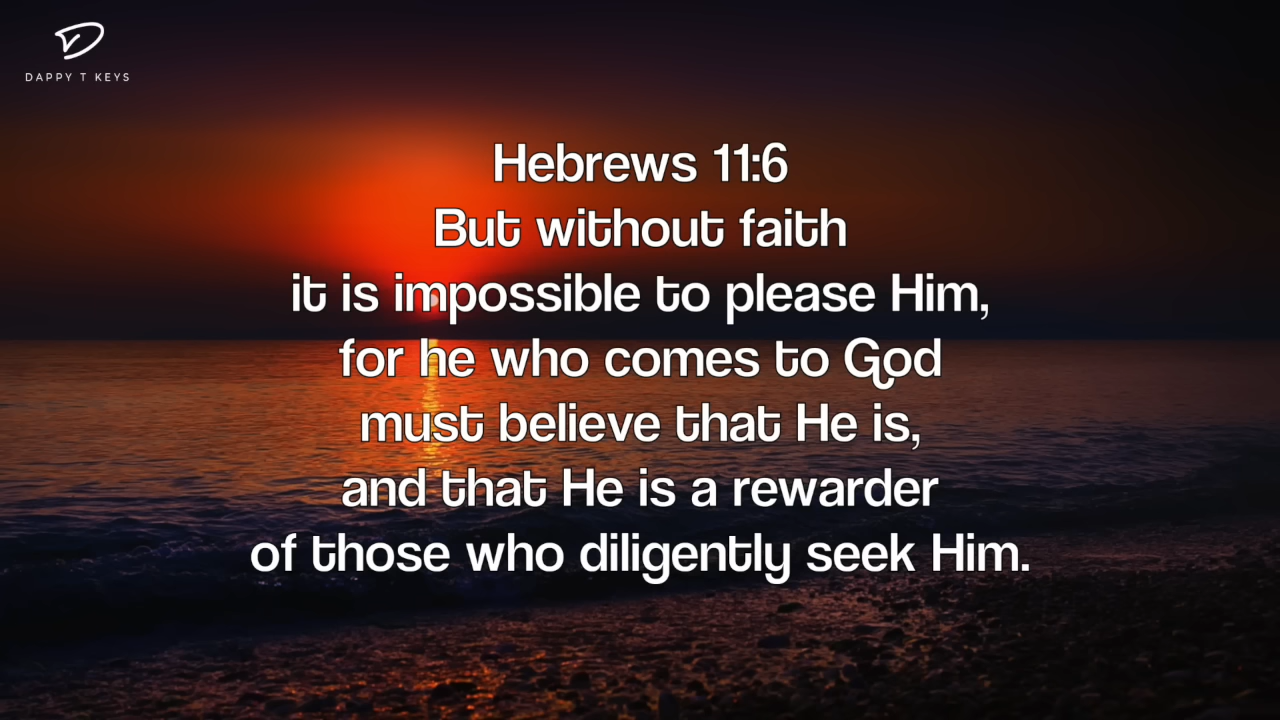 DAPPY T KEYS
Hebrews 11:6
But without faith
it is impossible to please Him,
for he who comes to God
must believe that He is,
and that He is a rewarder
of those who diligently seek Him.